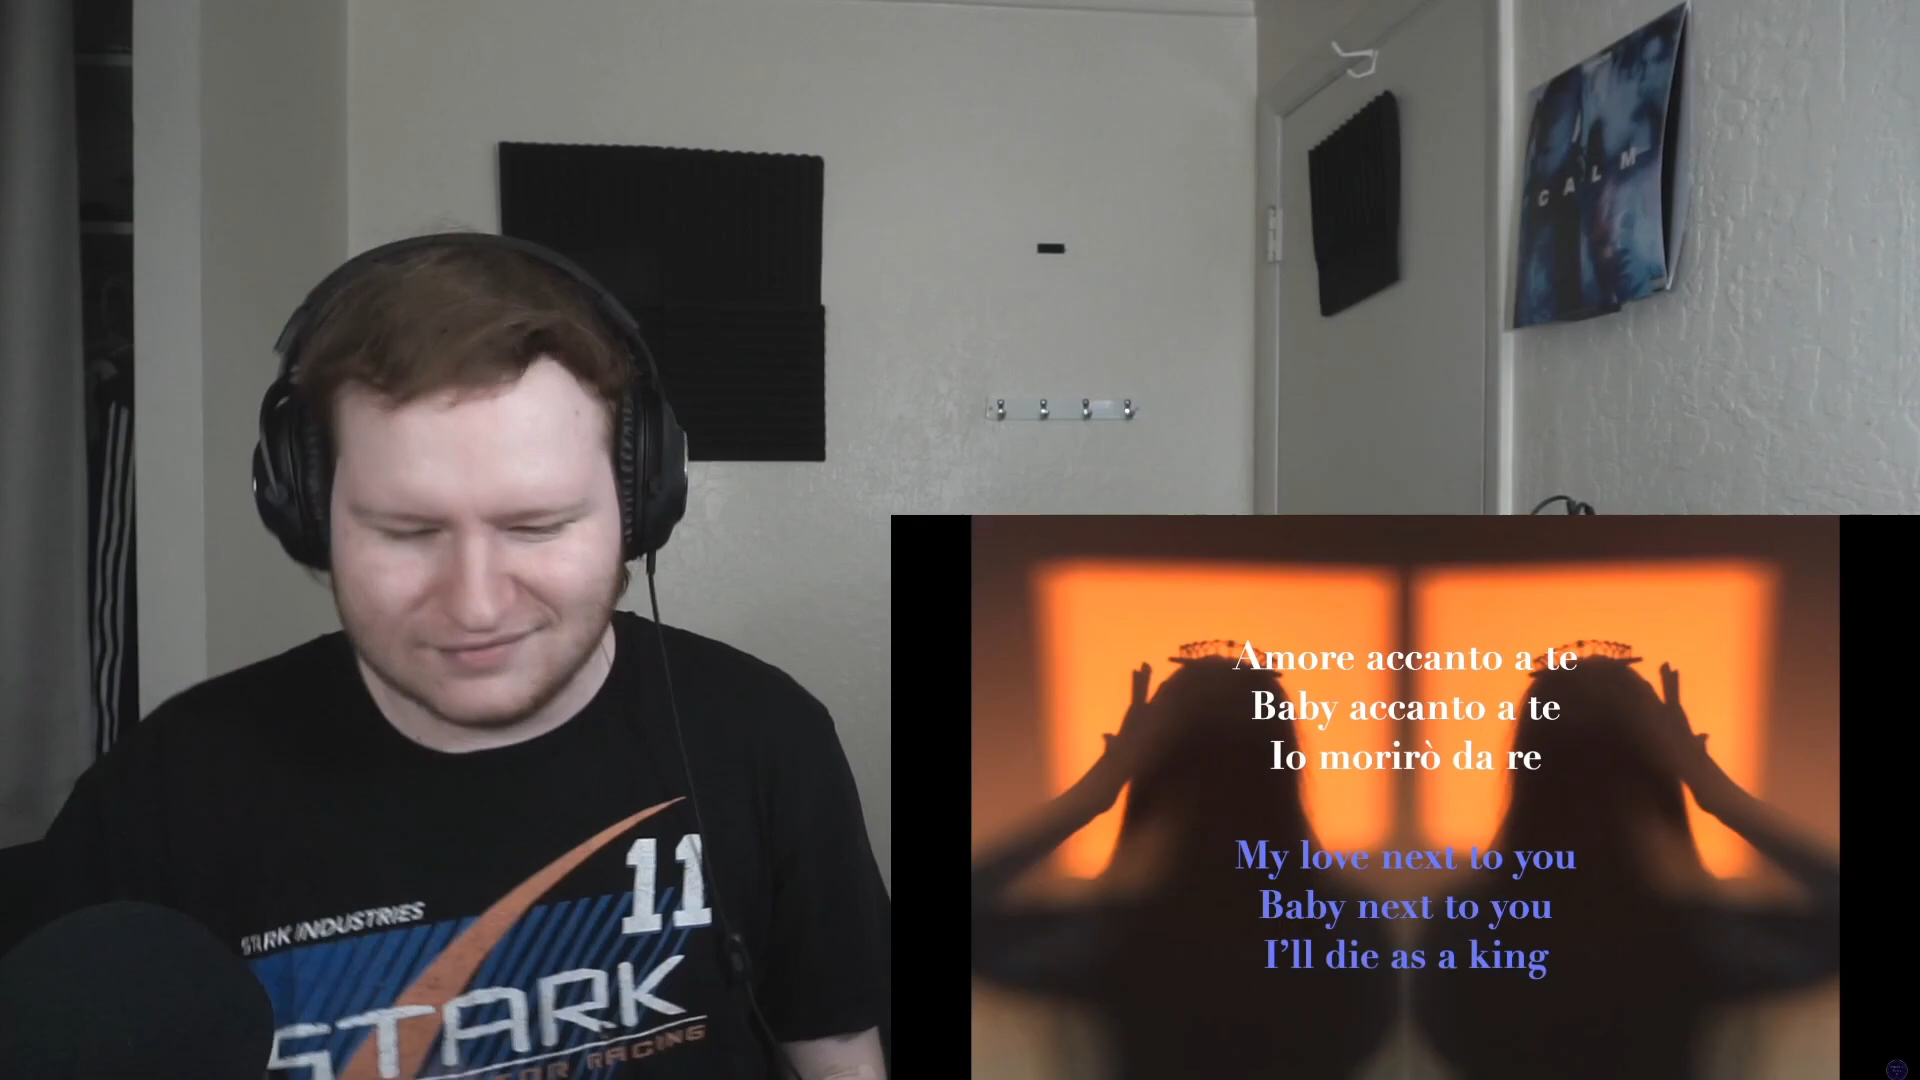 CALM
Amore accanto a te
Baby accanto a te
Io morirò da re
My love next to you
Baby next to you
I'll die as a king
11
STARK INDUSTRIES
STARK
RACING